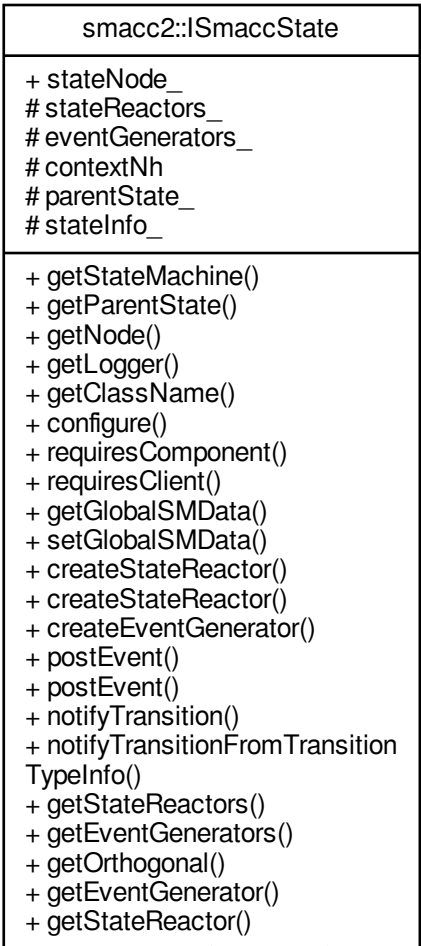 smacc2::ISmaccState
+ stateNode_
# stateReactors_
# eventGenerators_
# contextNh
# parentState_
# stateInfo_
+ getStateMachine()
+ getParentState()
+ getNode()
+ getLogger()
+ getClassName()
+ configure()
+ requiresComponent()
+ requiresClient()
+ getGlobalSMData()
+ setGlobalSMData()
+ createStateReactor()
+ createStateReactor()
+ createEventGenerator()
+ postEvent()
+ postEvent()
+ notifyTransition()
+ notifyTransitionFromTransition
TypeInfo()
+ getStateReactors()
+ getEventGenerators()
+ getOrthogonal()
+ getEventGenerator()
+ getStateReactor()